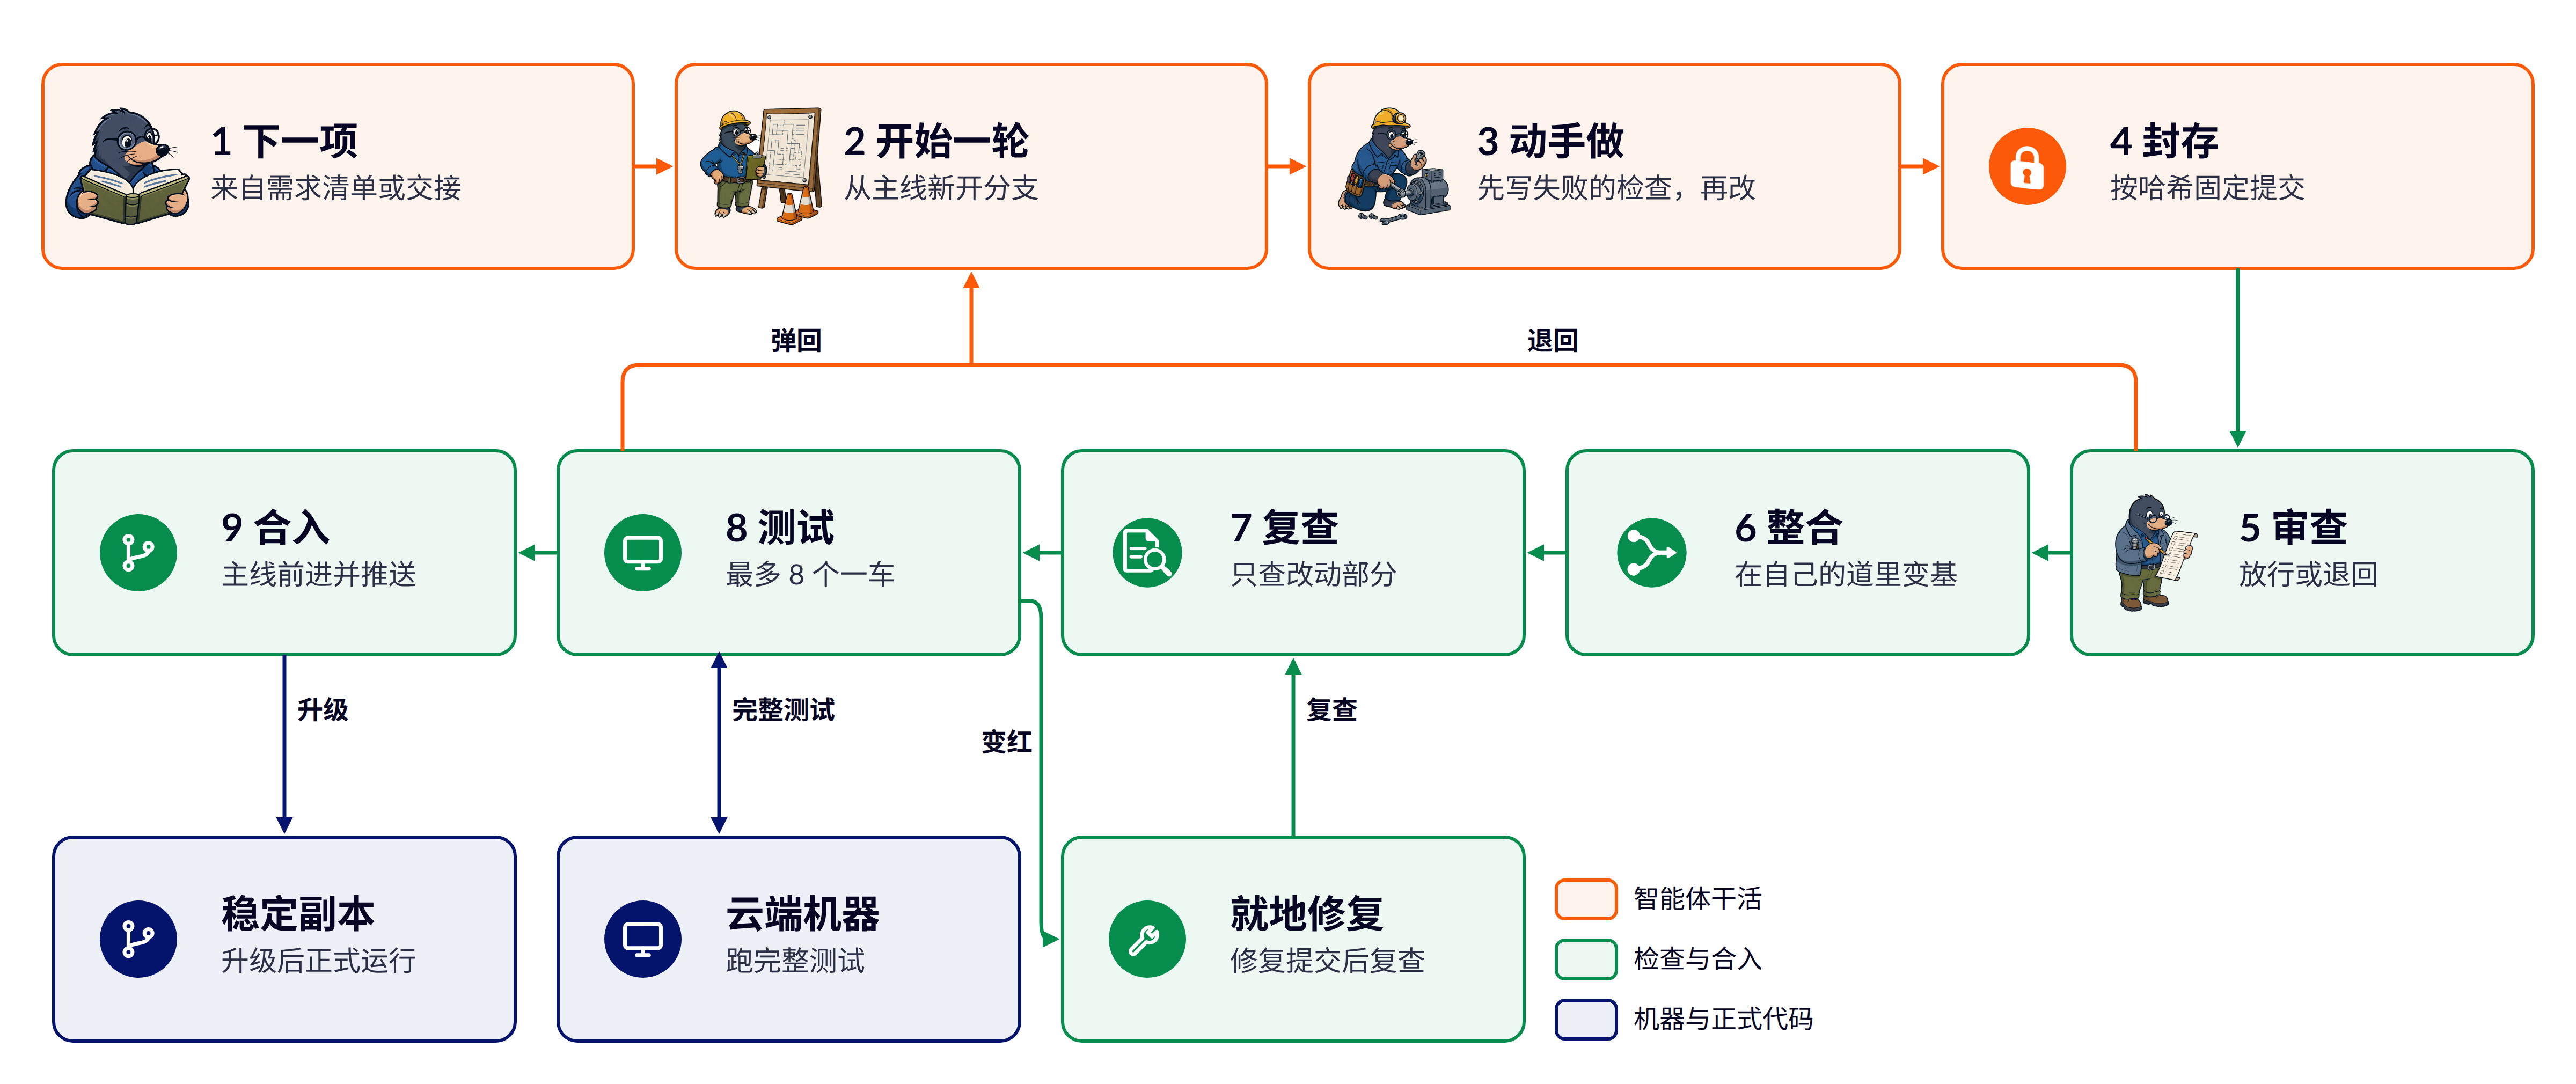 1 下一项
来自需求清单或交接
2 开始一轮
从主线新开分支
3 动手做
先写失败的检查，再改
4 封存
按哈希固定提交
弹回
退回
9 合入
主线前进并推送
8 测试
最多 8 个一车
7 复查
只查改动部分
6 整合
在自己的道里变基
5 审查
放行或退回
升级
完整测试
变红
复查
稳定副本
升级后正式运行
云端机器
跑完整测试
就地修复
修复提交后复查
智能体干活
检查与合入
机器与正式代码